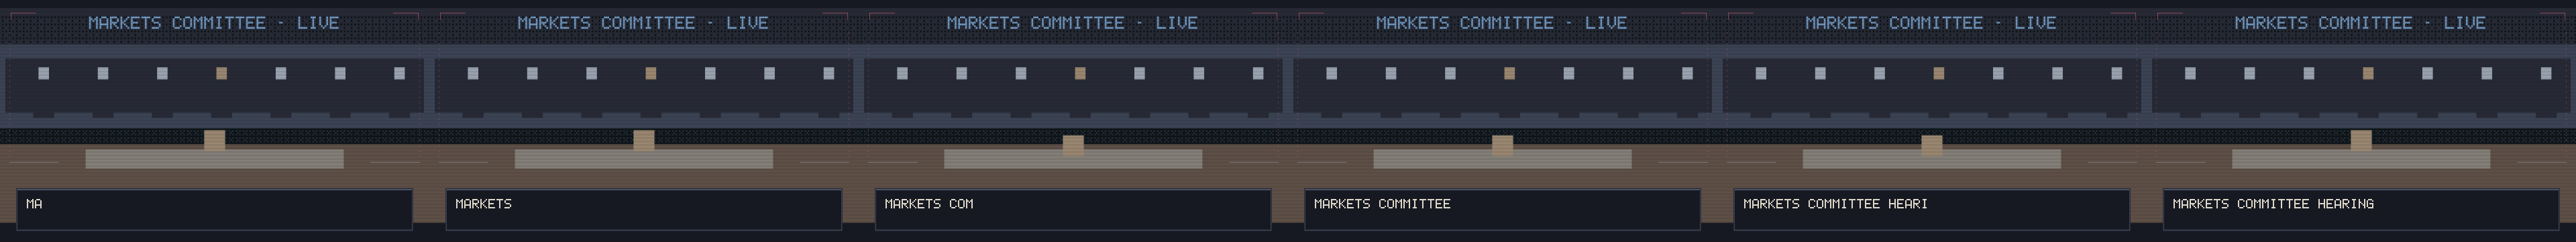 MARKETS COMMITTEE - LIVE
MARKETS COMMITTEE - LIVE
MARKETS COMMITTEE - LIVE
MARKETS COMMITTEE - LIVE
MARKETS COMMITTEE - LIVE
MARKETS COMMITTEE - LIVE
MA
MARKETS
MARKETS COM
MARKETS COMMITTEE
MARKETS COMMITTEE HEARI
MARKETS COMMITTEE HEARING